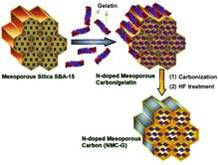 Gelatin
Mesoporous Silica SBA-15
N-doped Mesoporous
Carbon/gelatin
(1) Carbonization
(2) HF treatment
N-doped Mesoporous
Carbon (NMC-G)